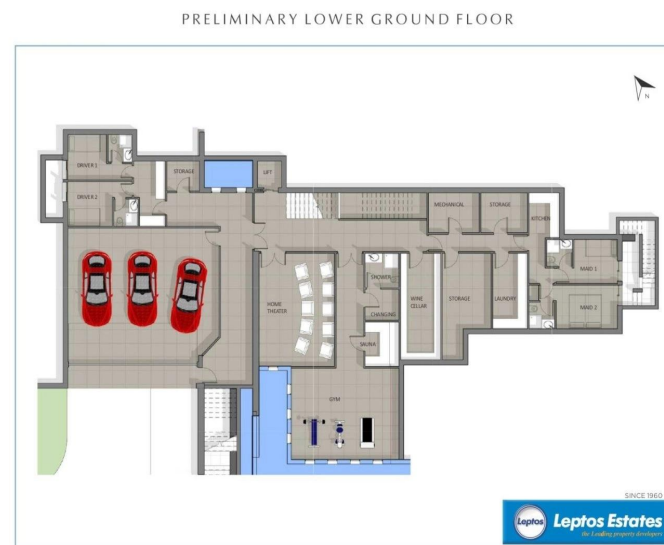 PRELIMINARY LOWER GROUND FLOOR
N
DRIVER 1
STORAGE
LIFT
DRIVER 2
MECHANICAL
STORAGE
KITCHEN
MAID 1
SHOWER
HOME
THEATER
WINE
CELLAR
STORAGE
LAUNDRY
MAID 2
CHANGING
SAUNA
GYM
SINCE 1960
Leptos
Leptos Estates
the Leading property developers